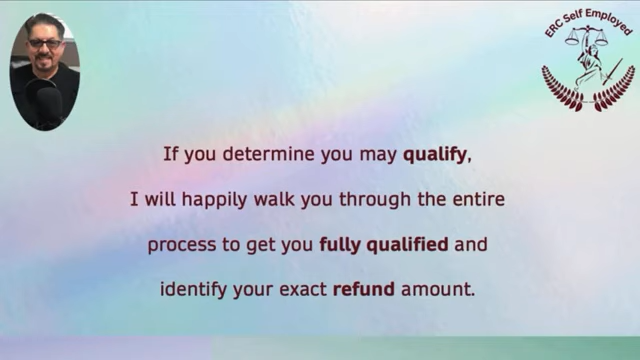 ERC Self Employed
If you determine you may qualify,
I will happily walk you through the entire
process to get you fully qualified and
identify your exact refund amount.